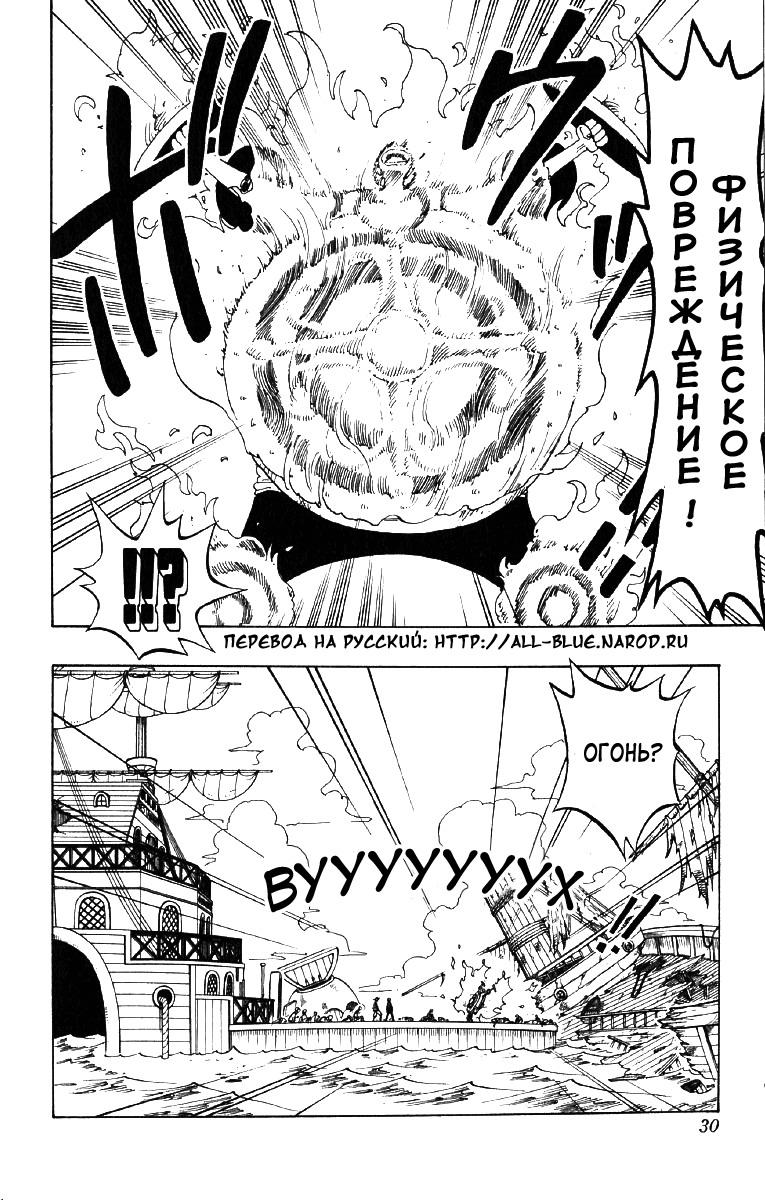 ФИЗИЧЕСКОЕ
ПОВРЕЖДЕНИЕ!
!!?
ПЕРЕВОД НА РУССКИЙ: HTTP://ALL-BLUE.NAROD.RU
ОГОНЬ?
ВУУУУУУУХ
!!
30